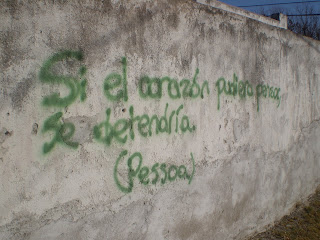 Si el corazón pudiera pensar,
se detendría.
(Pessoa)